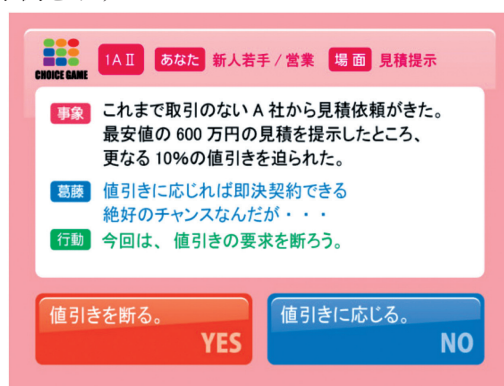 CHOICE GAME
1AⅡ あなた 新人若手/営業 場面 見積提示
事象 これまで取引のない A 社から見積依頼がきた。
最安値の 600 万円の見積を提示したところ、
更なる 10%の値引きを迫られた。
葛藤 値引きに応じれば即決契約できる
絶好のチャンスなんだが・・・
行動 今回は、値引きの要求を断ろう。
値引きを断る。
YES
値引きに応じる。
NO